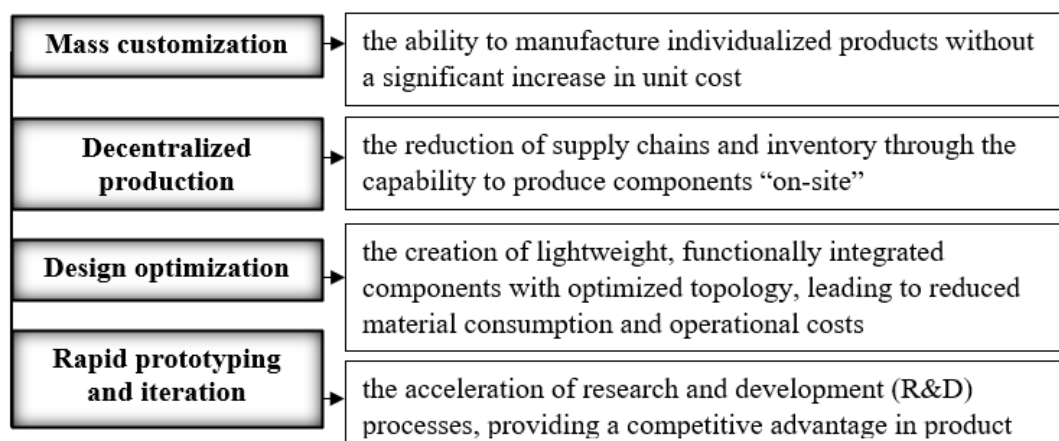 Mass customization
the ability to manufacture individualized products without
a significant increase in unit cost
Decentralized
production
the reduction of supply chains and inventory through the
capability to produce components “on-site”
Design optimization
the creation of lightweight, functionally integrated
components with optimized topology, leading to reduced
material consumption and operational costs
Rapid prototyping
and iteration
the acceleration of research and development (R&D)
processes, providing a competitive advantage in product